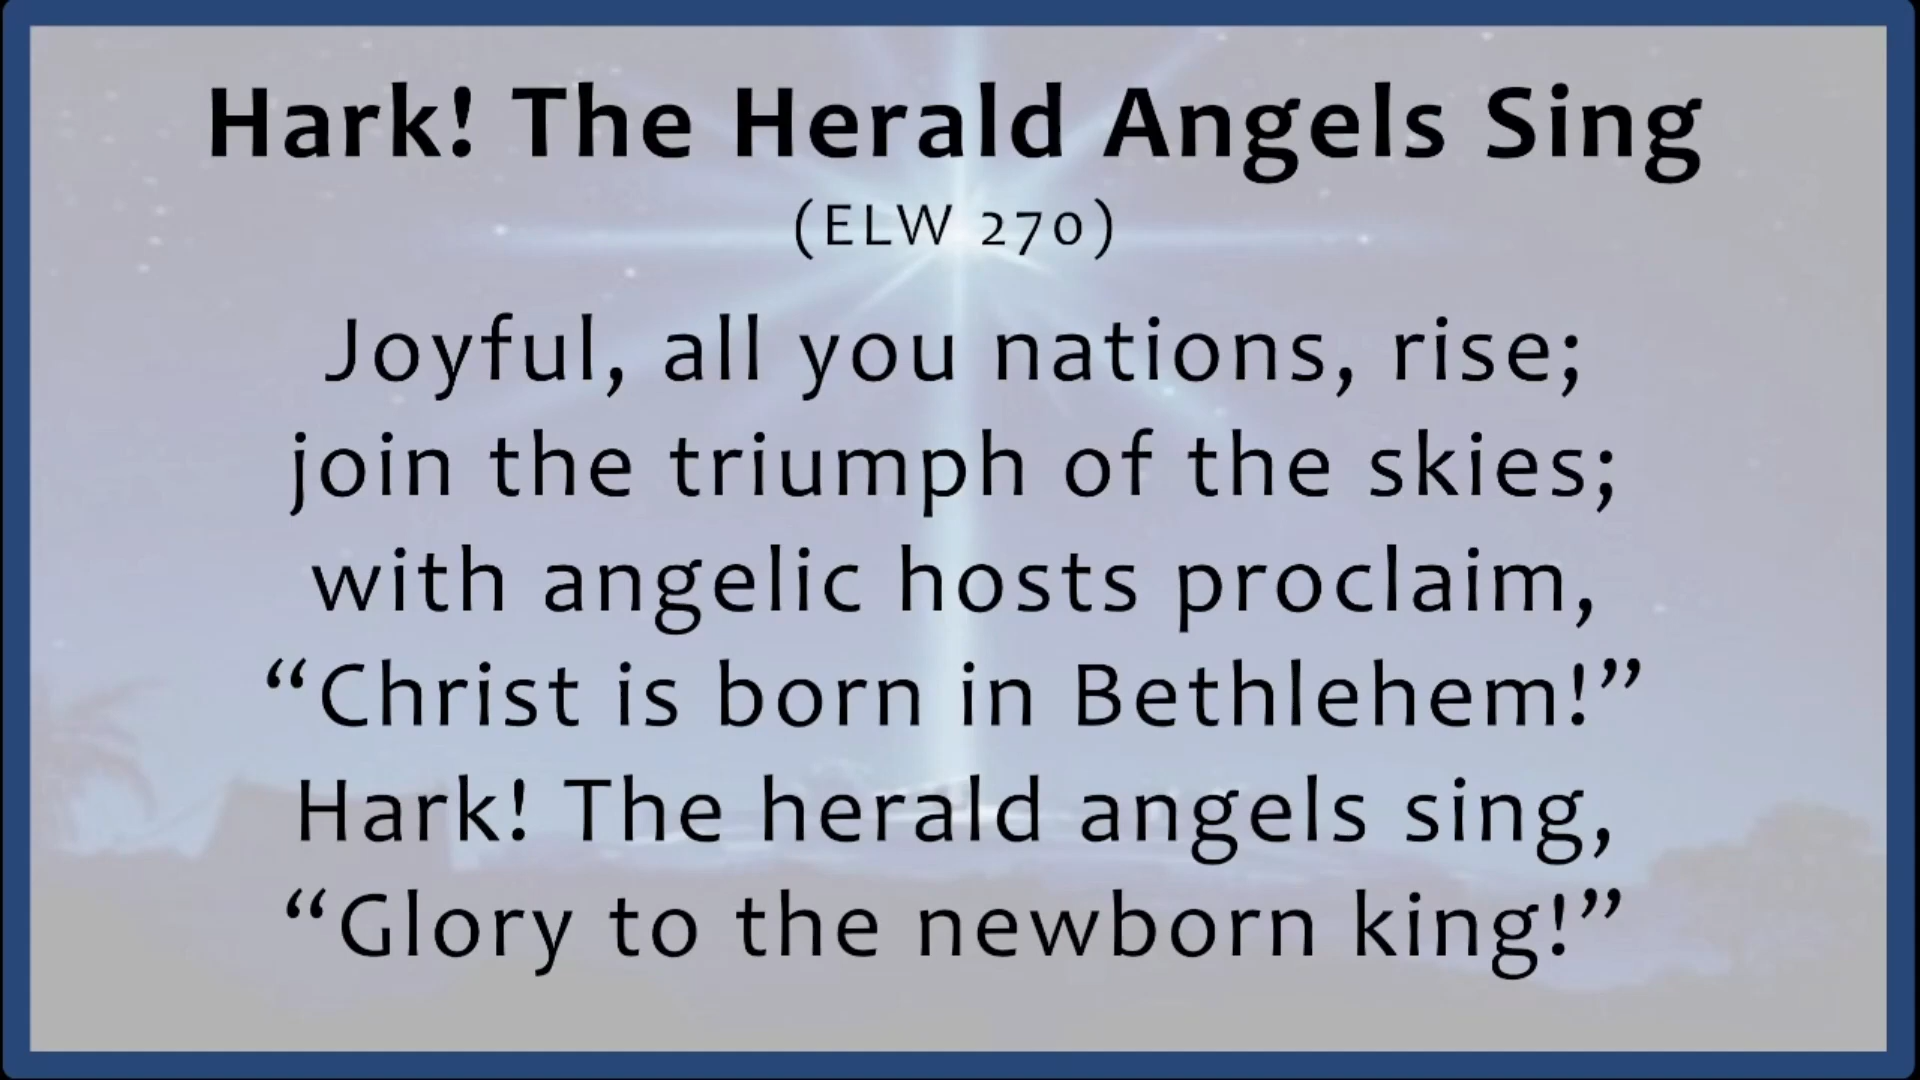 Hark! The Herald Angels Sing
(ELW 270)
Joyful, all you nations, rise;
join the triumph of the skies;
with angelic hosts proclaim,
“Christ is born in Bethlehem!”
Hark! The herald angels sing,
“Glory to the newborn king!”